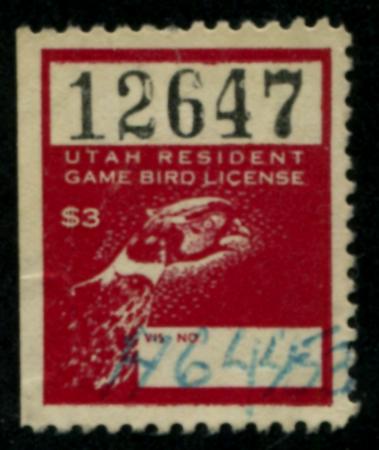 12647
UTAH RESIDENT
GAME BIRD LICENSE
$3
VIS NO